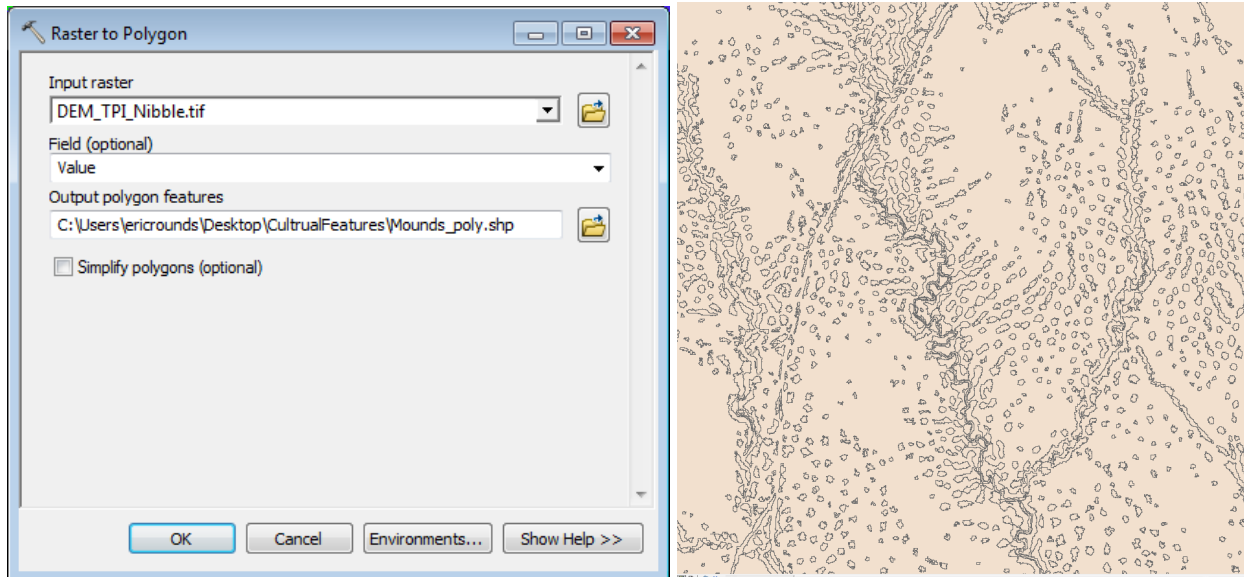 Raster to Polygon
Input raster
DEM_TPI_Nibble.tif
Field (optional)
Value
Output polygon features
C:\Users\ericrounds\Desktop\CultrualFeatures\Mounds_poly.shp
Simplify polygons (optional)
OK Cancel Environments... Show Help >>